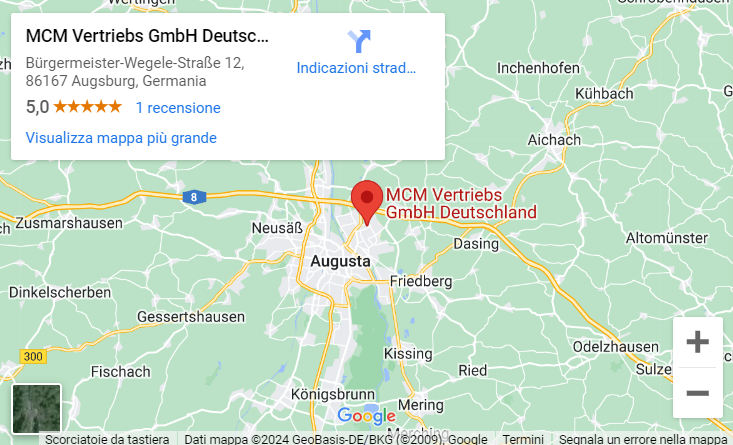 Wertingen
Schrobenhausen
MCM Vertriebs GmbH Deutsc...
Bürgermeister-Wegele-Straße 12,
86167 Augsburg, Germania
5,0 1 recensione
Visualizza mappa più grande
Indicazioni strad...
Inchenhofen
Kühbach
Aichach
8
MCM Vertriebs
GmbH Deutschland
Zusmarshausen
Neusäß
Dasing
Altomünster
Augusta
Friedberg
Dinkelscherben
Gessertshausen
300
Fischach
Kissing
Odelzhausen
Ried
Königsbrunn
Mering
Google
Scorciatoie da tastiera
Dati mappa ©2024 GeoBasis-DE/BKG (©2009), Google
Termini
Segnala un errore nella mappa